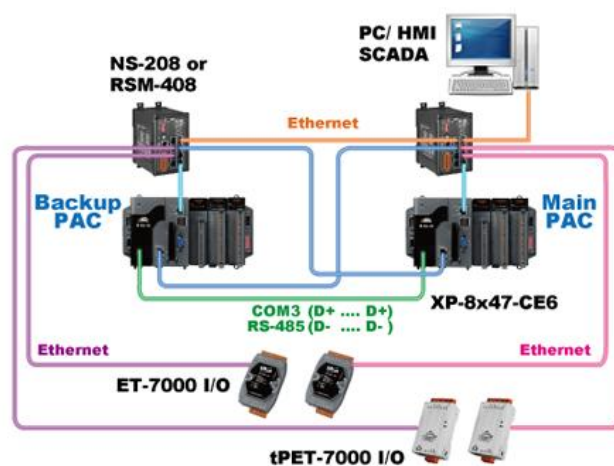 PC/ HMI
SCADA
NS-208 or
RSM-408
Ethernet
Backup
PAC
Main
PAC
XP-8x47-CE6
COM3 (D+ .... D+)
RS-485 (D- .... D- )
Ethernet
Ethernet
ET-7000 I/O
tPET-7000 I/O